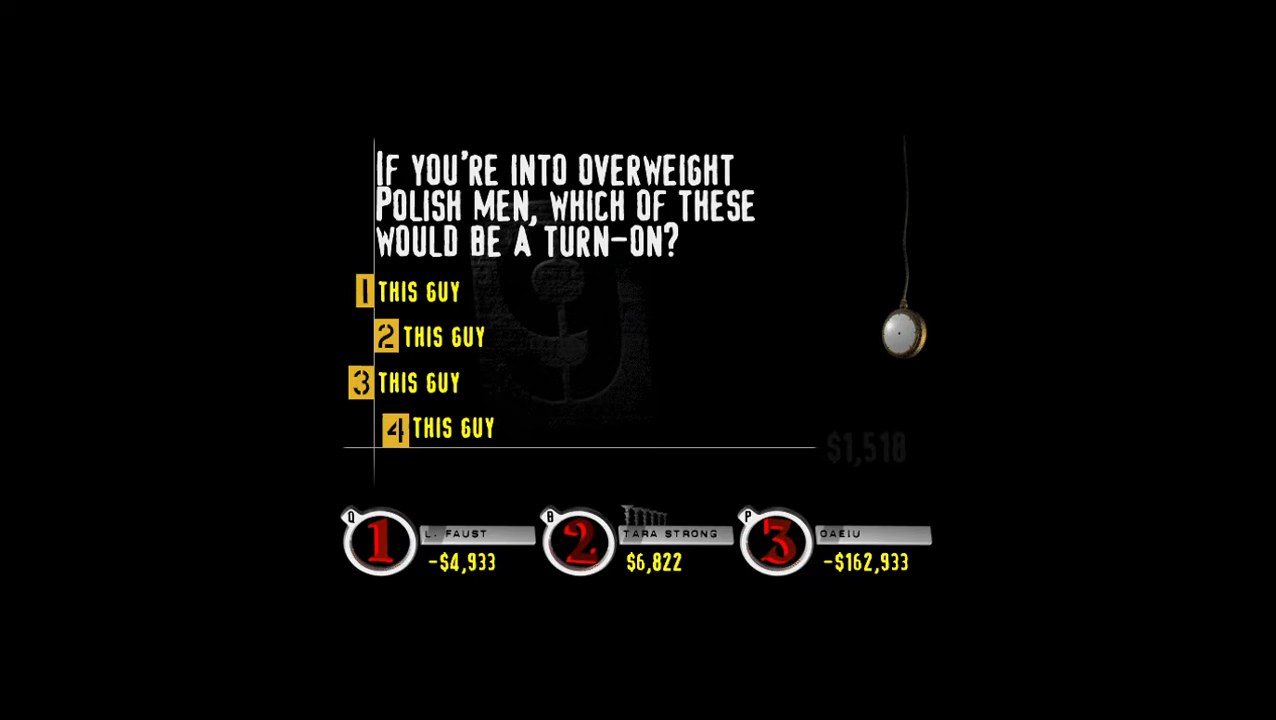 IF YOU'RE INTO OVERWEIGHT
POLISH MEN, WHICH OF THESE
WOULD BE A TURN-ON?
1 THIS GUY
2 THIS GUY
3 THIS GUY
4 THIS GUY
$1,510
Q 1 L. FAUST
-$4,933
B 2 TARA STRONG
$6,822
P 3 OAEIU
-$162,933